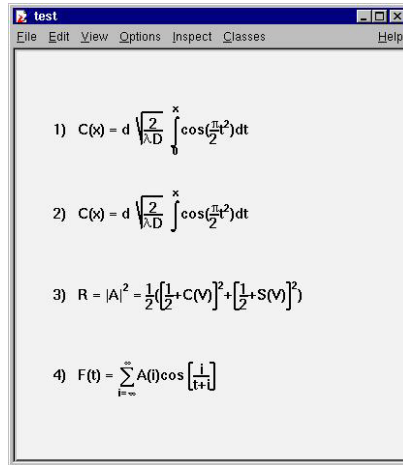 test
File Edit View Options Inspect Classes Help
1) C(x) = d √(2/λD) ∫₀ˣ cos(π/2 t²)dt
2) C(x) = d √(2/λD) ∫ˣ cos(π/2 t²)dt
3) R = |A|² = 1/2([1/2+C(V)]²+[1/2+S(V)]²)
4) F(t) = ∑_{i=∞}^{∞} A(i)cos [i/(t+i)]